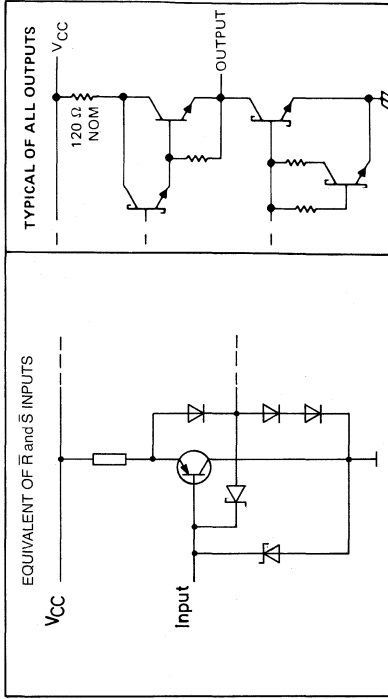 EQUIVALENT OF R̄ and S̄ INPUTS
VCC
Input
TYPICAL OF ALL OUTPUTS
VCC
120 Ω
NOM
OUTPUT